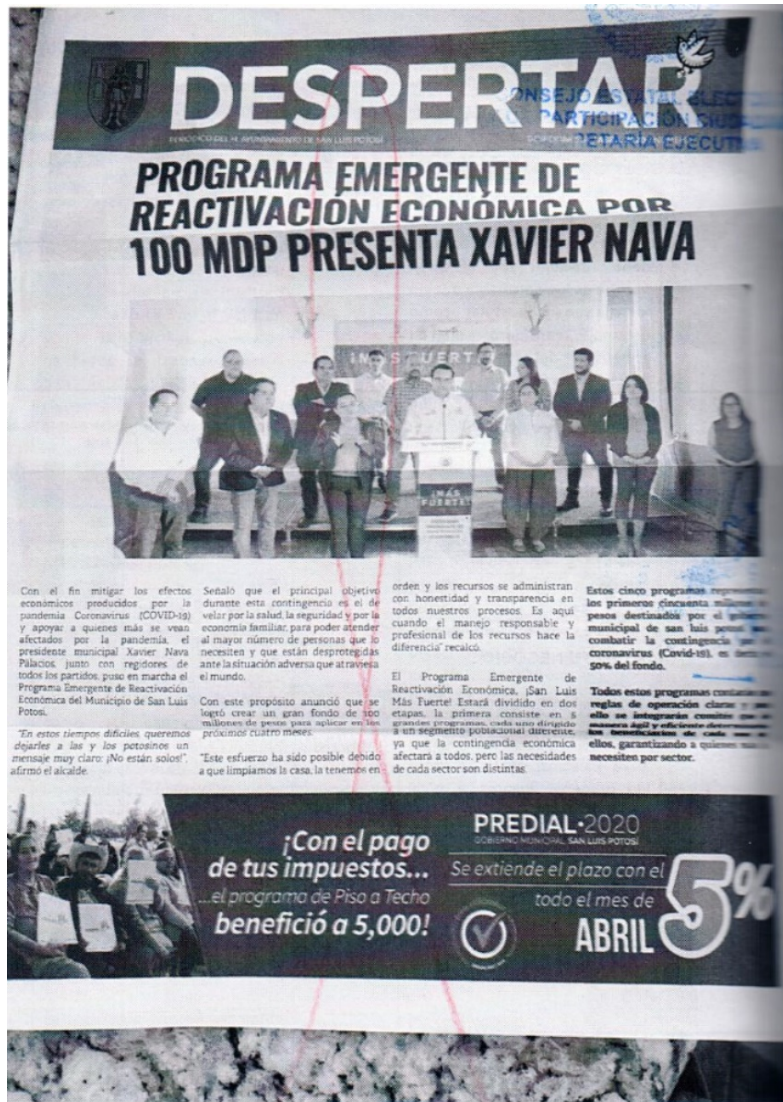 DESPERTAR
CONSEJO ESTATAL ELEC
PARTICIPACIÓN CIUD
RETARÍA EJECUT
PERIÓDICO DEL H. AYUNTAMIENTO DE SAN LUIS POTOSÍ
PROGRAMA EMERGENTE DE
REACTIVACIÓN ECONÓMICA POR
100 MDP PRESENTA XAVIER NAVA
¡MÁS FUERTE!
¡MÁS
FUERTE!
Con el fin mitigar los efectos
económicos producidos por la
pandemia Coronavirus (COVID-19)
y apoyar a quienes más se vean
afectados por la pandemia, el
presidente municipal Xavier Nava
Palacios, junto con regidores de
todos los partidos, puso en marcha el
Programa Emergente de Reactivación
Económica del Municipio de San Luis
Potosí.
"En estos tiempos difíciles, queremos
dejarles a las y los potosinos un
mensaje muy claro: ¡No están solos!",
afirmó el alcalde.
Señaló que el principal objetivo
durante esta contingencia es el de
velar por la salud, la seguridad y por la
economía familiar, para poder atender
al mayor número de personas que lo
necesiten y que están desprotegidas
ante la situación adversa que atraviesa
el mundo.
Con este propósito anunció que se
logró crear un gran fondo de 100
millones de pesos para aplicar en los
próximos cuatro meses.
"Este esfuerzo ha sido posible debido
a que limpiamos la casa, la tenemos en
orden y los recursos se administran
con honestidad y transparencia en
todos nuestros procesos. Es aquí
cuando el manejo responsable y
profesional de los recursos hace la
diferencia" recalcó.
El Programa Emergente de
Reactivación Económica, ¡San Luis
Más Fuerte! Estará dividido en dos
etapas, la primera consiste en 5
grandes programas, cada uno dirigido
a un segmento poblacional diferente,
ya que la contingencia económica
afectará a todos, pero las necesidades
de cada sector son distintas.
Estos cinco programas
los primeros cincuenta
pesos destinados por el
municipal de san luis
combatir la contingencia
coronavirus (Covid-19), es
50% del fondo.
Todos estos programas
reglas de operación claras
ello se integrarán
manera ágil y eficiente
los beneficiarios de cada
ellos, garantizando a quienes
necesiten por sector.
¡Con el pago
de tus impuestos...
...el programa de Piso a Techo
benefició a 5,000!
PREDIAL•2020
GOBIERNO MUNICIPAL SAN LUIS POTOSÍ
Se extiende el plazo con el
todo el mes de
ABRIL
5%